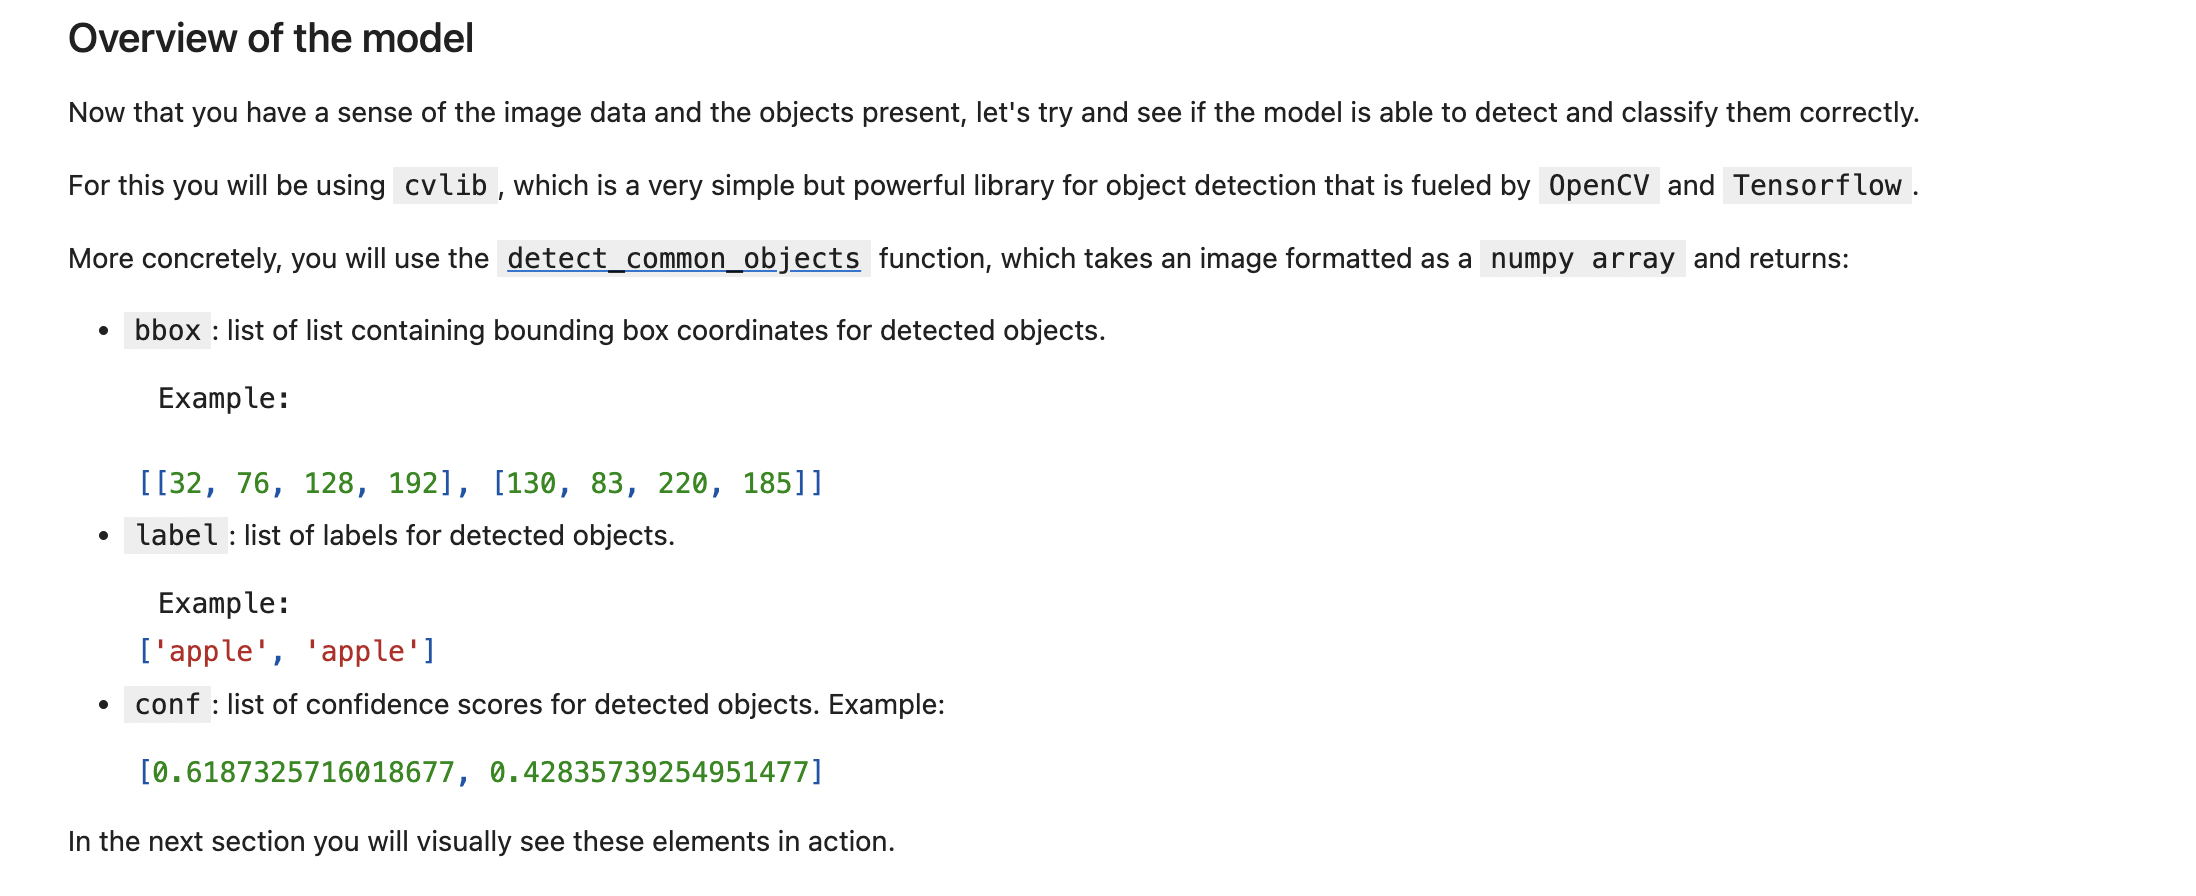 Overview of the model
Now that you have a sense of the image data and the objects present, let's try and see if the model is able to detect and classify them correctly.
For this you will be using cvlib, which is a very simple but powerful library for object detection that is fueled by OpenCV and Tensorflow.
More concretely, you will use the detect_common_objects function, which takes an image formatted as a numpy array and returns:
• bbox: list of list containing bounding box coordinates for detected objects.
Example:
[[32, 76, 128, 192], [130, 83, 220, 185]]
• label: list of labels for detected objects.
Example:
['apple', 'apple']
• conf: list of confidence scores for detected objects. Example:
[0.6187325716018677, 0.42835739254951477]
In the next section you will visually see these elements in action.